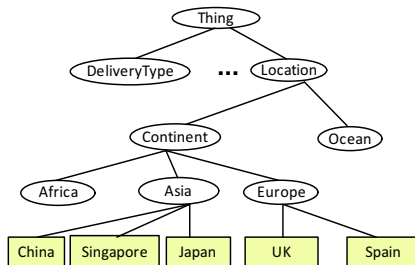 Thing
DeliveryType ... Location
Continent Ocean
Africa Asia Europe
China Singapore Japan UK Spain